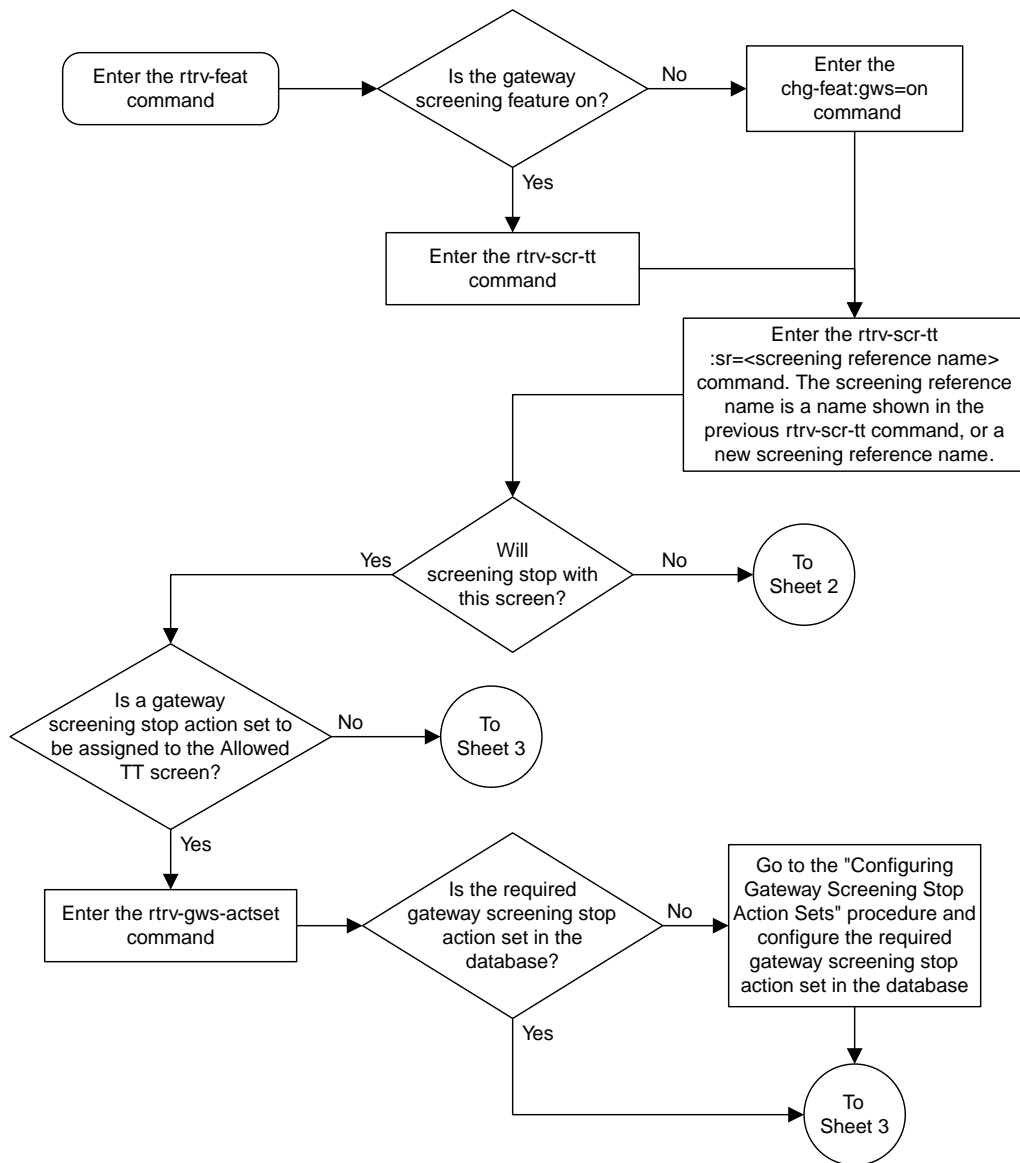 Enter the rtrv-feat
command
Is the gateway
screening feature on?
No
Enter the
chg-feat:gws=on
command
Yes
Enter the rtrv-scr-tt
command
Enter the rtrv-scr-tt
:sr=<screening reference name>
command. The screening reference
name is a name shown in the
previous rtrv-scr-tt command, or a
new screening reference name.
Will
screening stop with
this screen?
Yes
No
To
Sheet 2
Is a gateway
screening stop action set to
be assigned to the Allowed
TT screen?
No
To
Sheet 3
Yes
Enter the rtrv-gws-actset
command
Is the required
gateway screening stop
action set in the
database?
No
Go to the "Configuring
Gateway Screening Stop
Action Sets" procedure and
configure the required
gateway screening stop
action set in the database
Yes
To
Sheet 3